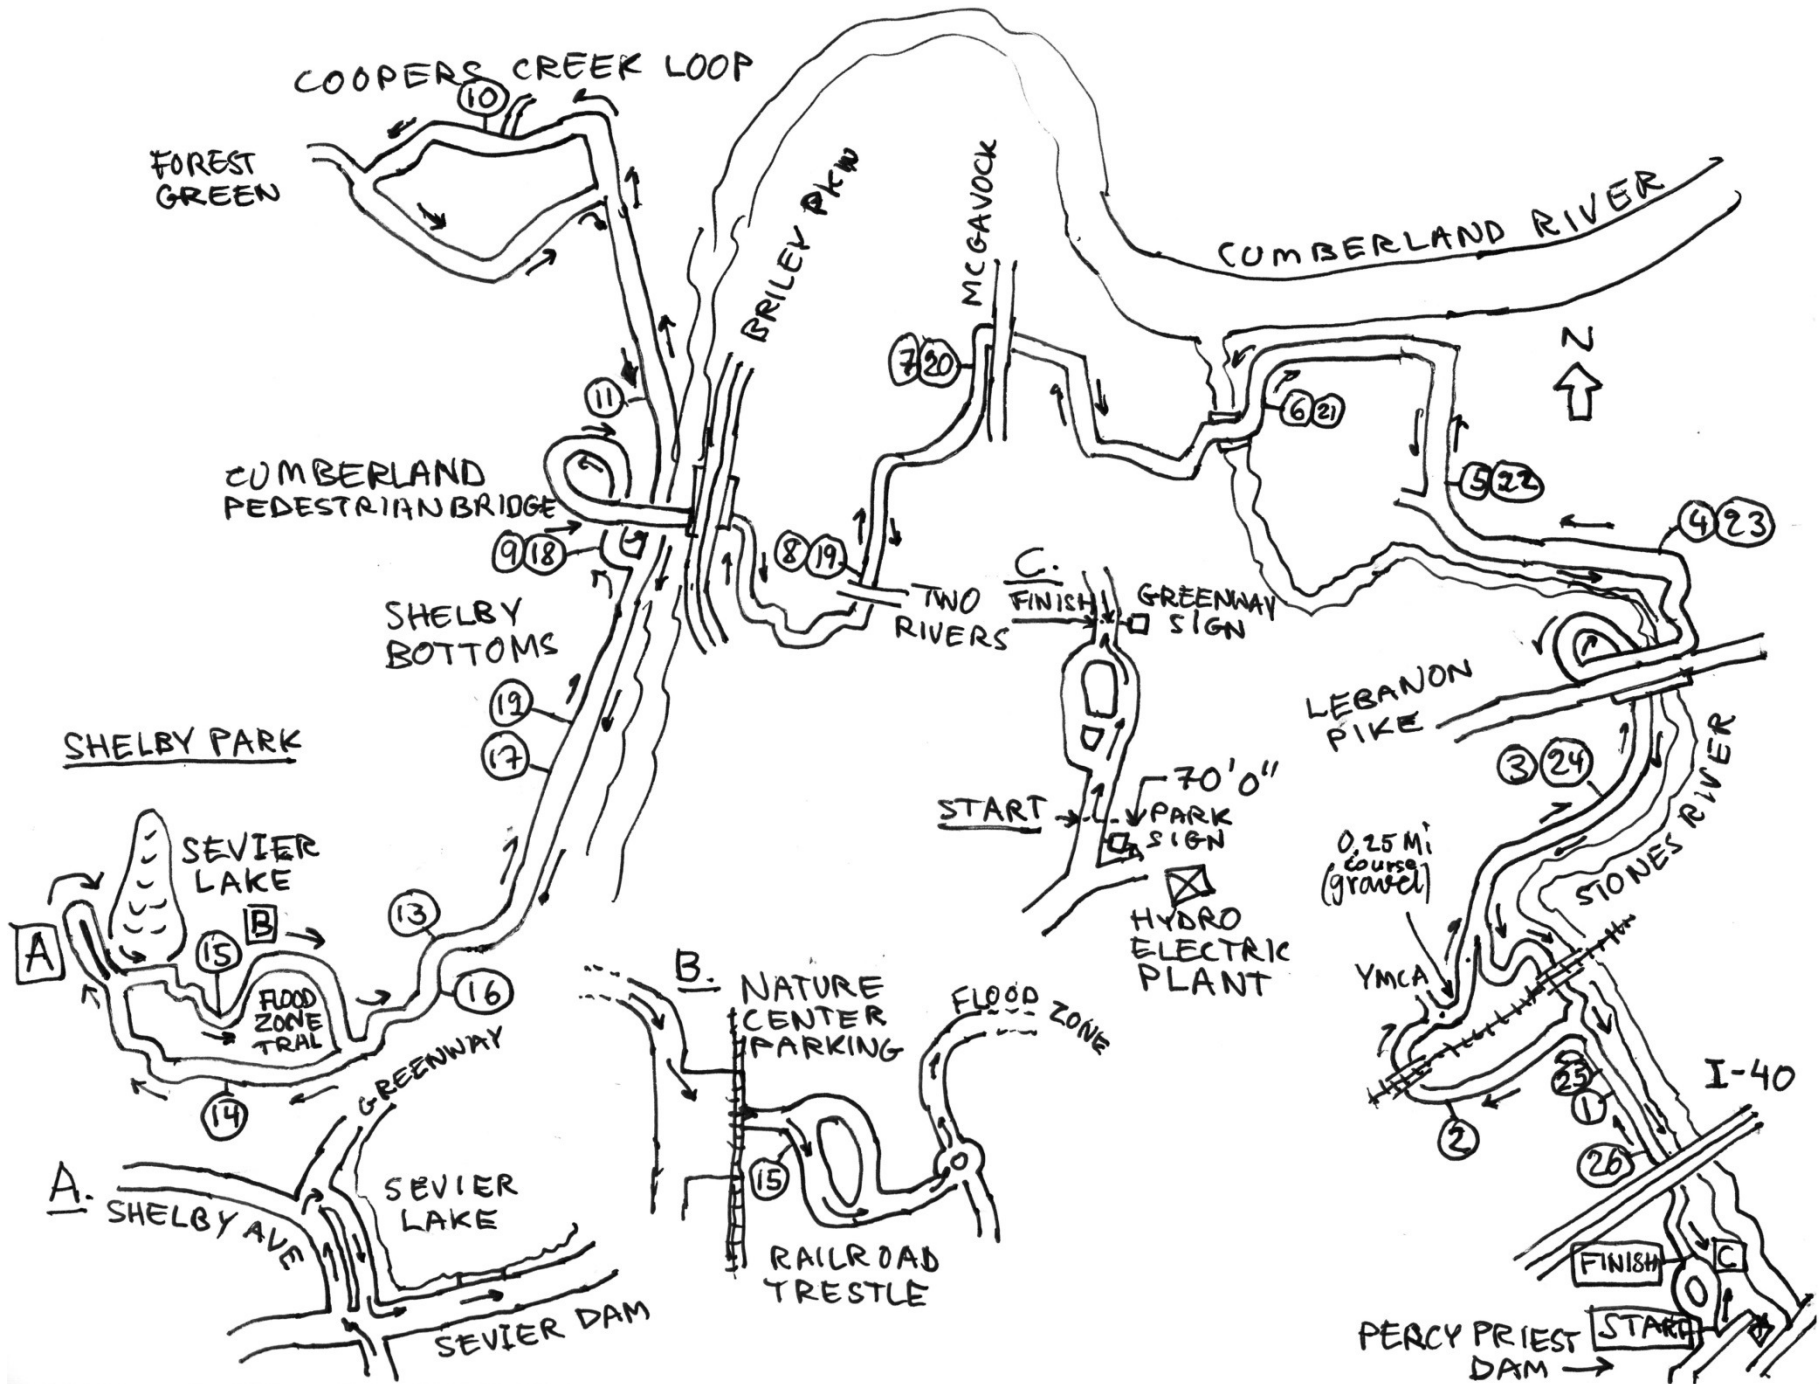 COOPERS CREEK LOOP
10
FOREST
GREEN
BRILEY PKW
MCGAVOCK
CUMBERLAND RIVER
N
7 20
11
6 21
CUMBERLAND
PEDESTRIAN BRIDGE
5 22
4 23
9 18
8 19
C.
FINISH
GREENWAY
SIGN
TWO
RIVERS
SHELBY
BOTTOMS
LEBANON
PIKE
19
17
3 24
SHELBY PARK
70'0"
START
PARK
SIGN
STONES RIVER
0.25 Mi
course
(gravel)
SEVIER
LAKE
HYDRO
ELECTRIC
PLANT
A
B
15
13
16
FLOOD
ZONE
TRAL
YMCA
B.
NATURE
CENTER
PARKING
FLOOD
ZONE
GREENWAY
14
25
1
I-40
2
26
A.
SHELBY AVE
SEVIER
LAKE
15
RAILROAD
TRESTLE
SEVIER DAM
FINISH
C
START
PERCY PRIEST
DAM